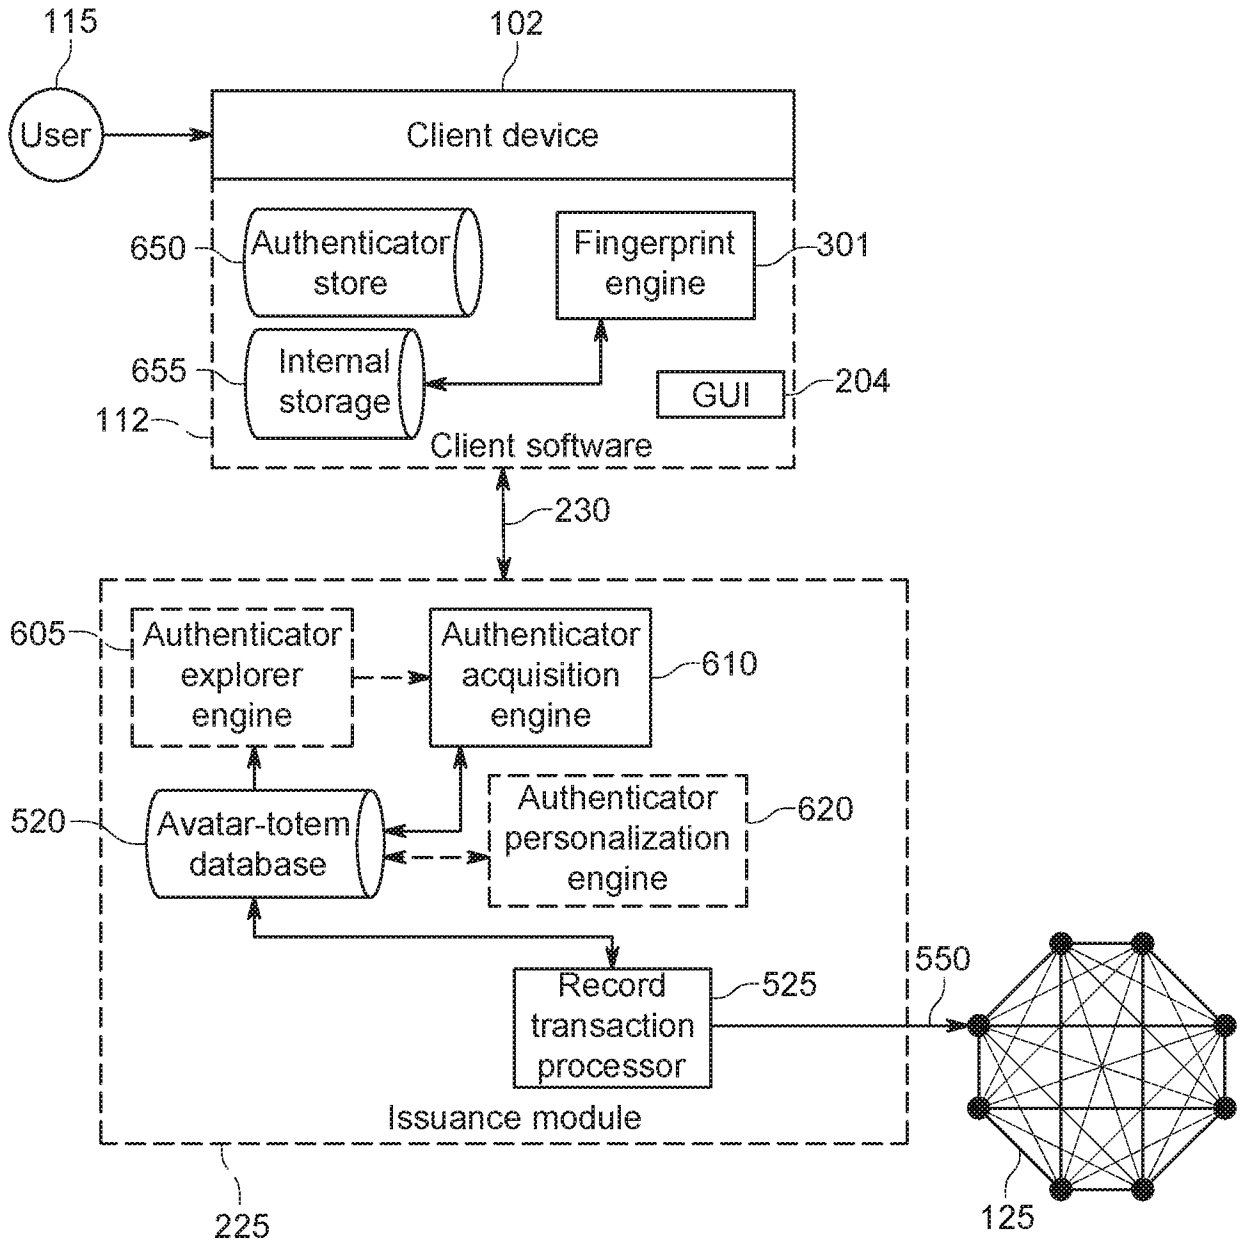 115
102
User
Client device
650
Authenticator
store
Fingerprint
engine
301
655
Internal
storage
GUI
204
112
Client software
230
605
Authenticator
explorer
engine
Authenticator
acquisition
engine
610
520
Avatar-totem
database
Authenticator
personalization
engine
620
Record
transaction
processor
525
550
Issuance module
225
125